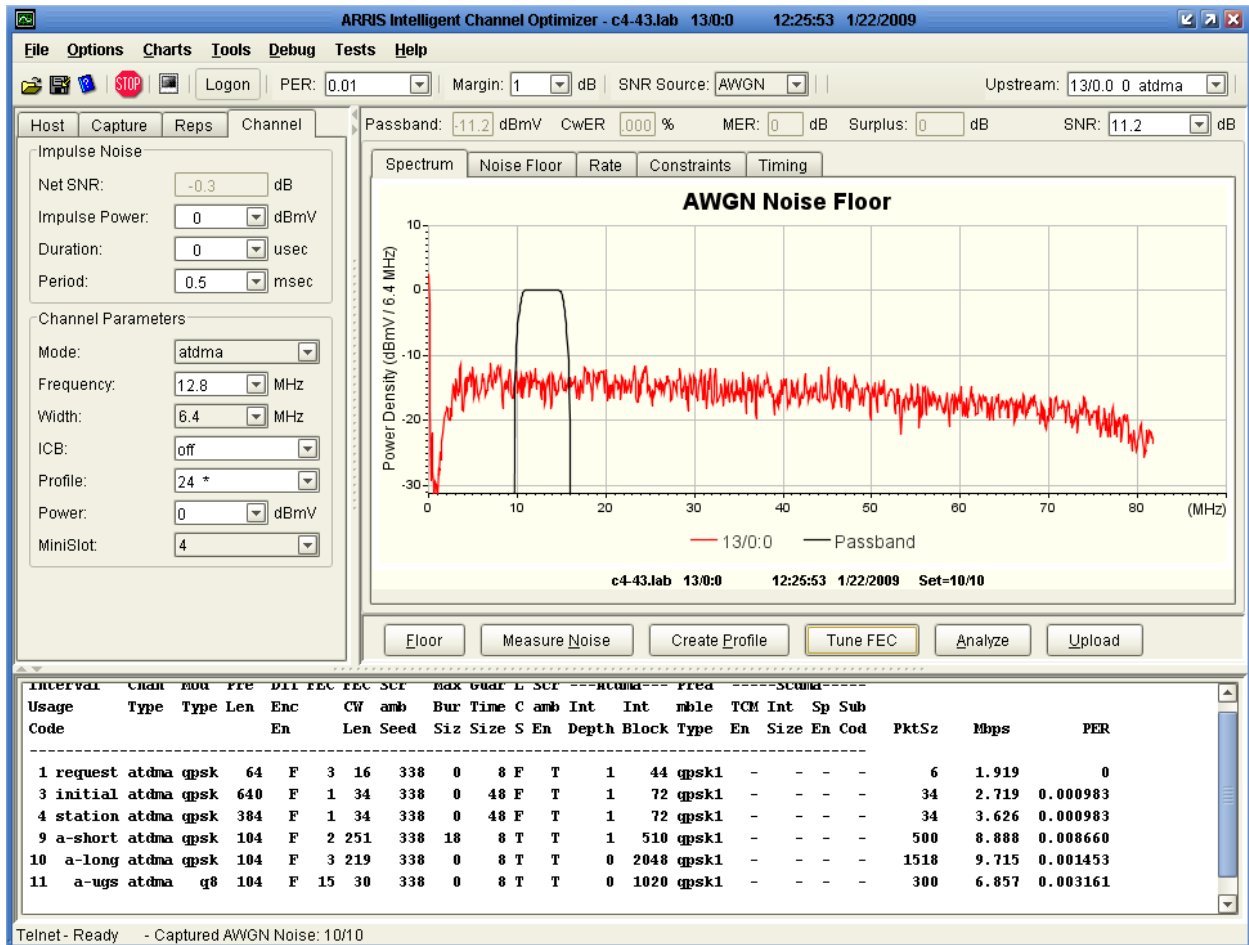 ARRIS Intelligent Channel Optimizer - c4-43.lab 13/0:0 12:25:53 1/22/2009
File Options Charts Tools Debug Tests Help
STOP Logon PER: 0.01 Margin: 1 dB SNR Source: AWGN Upstream: 13/0.0 0 atdma
Host Capture Reps Channel
Impulse Noise
Net SNR: -0.3 dB
Impulse Power: 0 dBmV
Duration: 0 usec
Period: 0.5 msec
Channel Parameters
Mode: atdma
Frequency: 12.8 MHz
Width: 6.4 MHz
ICB: off
Profile: 24 *
Power: 0 dBmV
MiniSlot: 4
Passband: -11.2 dBmV CwER .000 % MER: 0 dB Surplus: 0 dB SNR: 11.2 dB
Spectrum Noise Floor Rate Constraints Timing
AWGN Noise Floor
Power Density (dBmV / 6.4 MHz)
10
0
-10
-20
-30
0 10 20 30 40 50 60 70 80 (MHz)
13/0:0 Passband
c4-43.lab 13/0:0 12:25:53 1/22/2009 Set=10/10
Floor Measure Noise Create Profile Tune FEC Analyze Upload
Interval Chan Mod Pre Dif FEC FEC Scr Max Guar L Scr ---Atdma--- Prea -----Scdma-----
Usage Type Type Len Enc CW amb Bur Time C amb Int Int mble TCM Int Sp Sub
Code En Len Seed Siz Size S En Depth Block Type En Size En Cod PktSz Mbps PER
--------------------------------------------------------------------------------
1 request atdma qpsk 64 F 3 16 338 0 8 F T 1 44 qpsk1 - - - - 6 1.919 0
3 initial atdma qpsk 640 F 1 34 338 0 48 F T 1 72 qpsk1 - - - - 34 2.719 0.000983
4 station atdma qpsk 384 F 1 34 338 0 48 F T 1 72 qpsk1 - - - - 34 3.626 0.000983
9 a-short atdma qpsk 104 F 2 251 338 18 8 T T 1 510 qpsk1 - - - - 500 8.888 0.008660
10 a-long atdma qpsk 104 F 3 219 338 0 8 T T 0 2048 qpsk1 - - - - 1518 9.715 0.001453
11 a-ugs atdma q8 104 F 15 30 338 0 8 T T 0 1020 qpsk1 - - - - 300 6.857 0.003161
Telnet - Ready - Captured AWGN Noise: 10/10